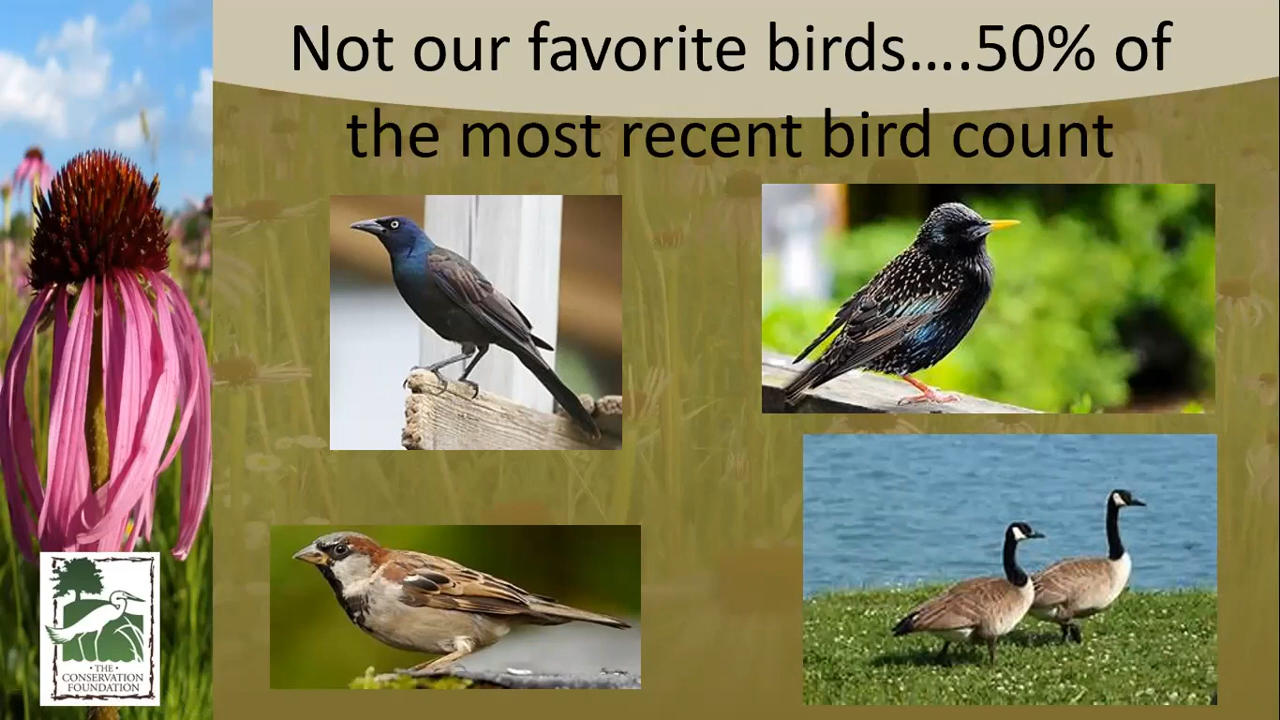 Not our favorite birds....50% of
the most recent bird count
• THE •
CONSERVATION
FOUNDATION